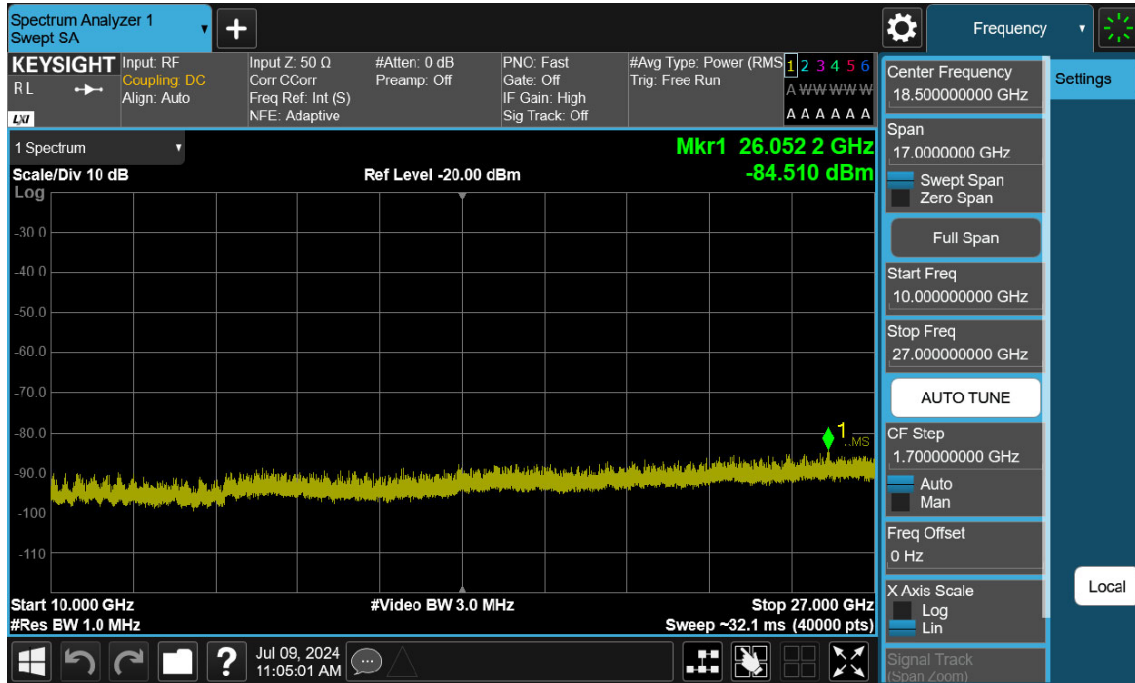 Spectrum Analyzer 1
Swept SA
+
Frequency
KEYSIGHT
RL
LXI
Input: RF
Coupling: DC
Align: Auto
Input Z: 50 Ω
Corr CCorr
Freq Ref: Int (S)
NFE: Adaptive
#Atten: 0 dB
Preamp: Off
PNO: Fast
Gate: Off
IF Gain: High
Sig Track: Off
#Avg Type: Power (RMS
Trig: Free Run
1 2 3 4 5 6
A W W W W W
A A A A A A
1 Spectrum
Scale/Div 10 dB
Ref Level -20.00 dBm
Mkr1 26.052 2 GHz
-84.510 dBm
Log
-30.0
-40.0
-50.0
-60.0
-70.0
-80.0
-90.0
-100
-110
1
..MS
Start 10.000 GHz
#Video BW 3.0 MHz
Stop 27.000 GHz
#Res BW 1.0 MHz
Sweep ~32.1 ms (40000 pts)
?
Jul 09, 2024
11:05:01 AM
Center Frequency
18.500000000 GHz
Settings
Span
17.0000000 GHz
Swept Span
Zero Span
Full Span
Start Freq
10.000000000 GHz
Stop Freq
27.000000000 GHz
AUTO TUNE
CF Step
1.700000000 GHz
Auto
Man
Freq Offset
0 Hz
X Axis Scale
Log
Lin
Local
Signal Track
(Span Zoom)